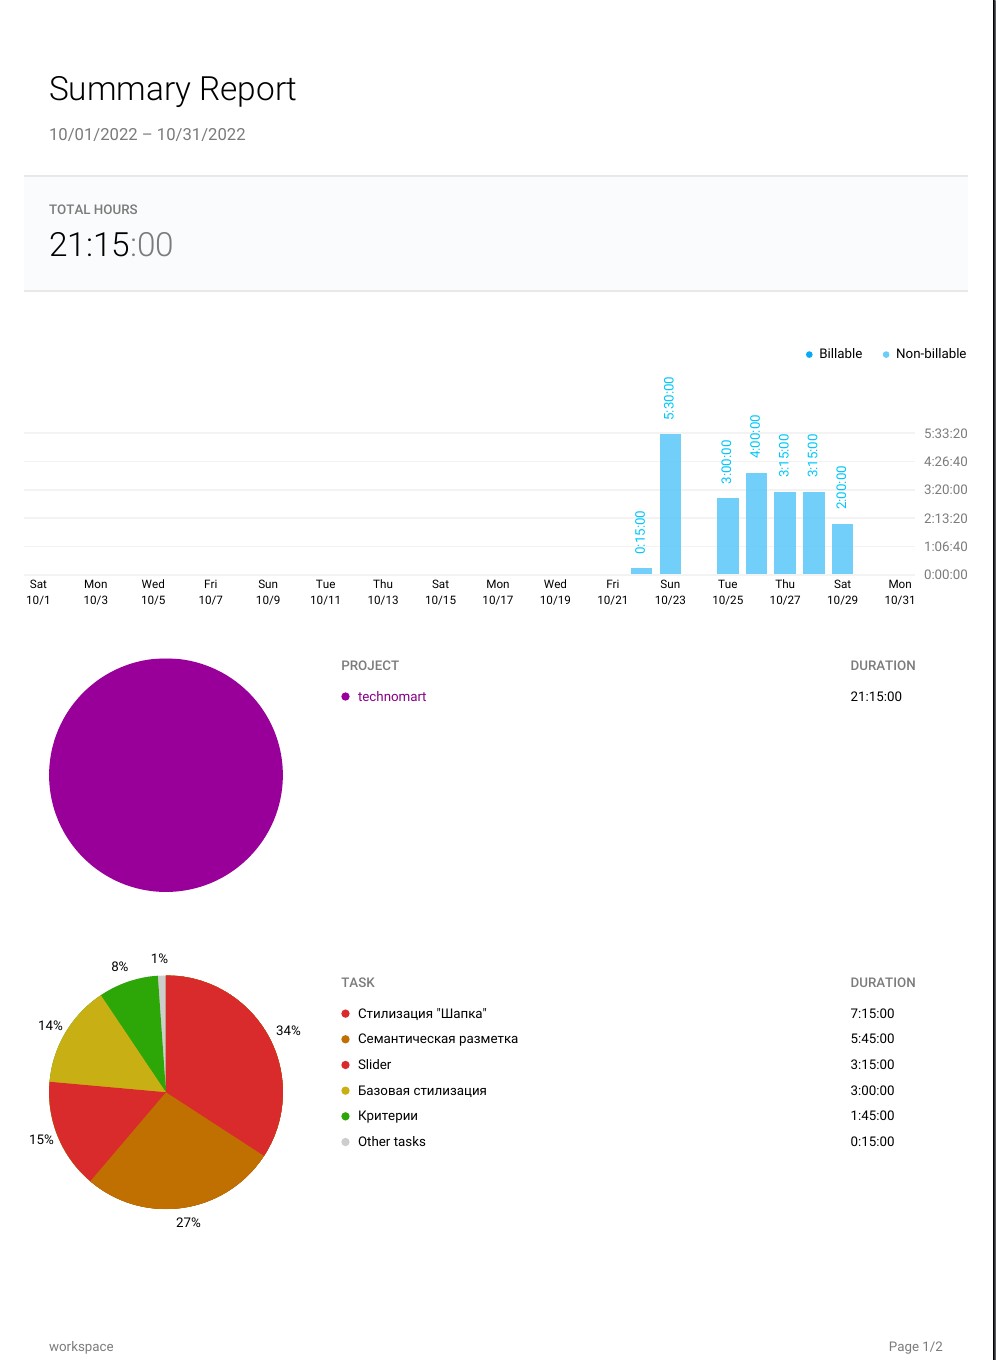 Summary Report
10/01/2022 – 10/31/2022
TOTAL HOURS
21:15:00
Billable Non-billable
5:30:00
4:00:00
3:00:00
3:15:00
3:15:00
2:00:00
0:15:00
5:33:20
4:26:40
3:20:00
2:13:20
1:06:40
0:00:00
Sat Mon Wed Fri Sun Tue Thu Sat Mon Wed Fri Sun Tue Thu Sat Mon
10/1 10/3 10/5 10/7 10/9 10/11 10/13 10/15 10/17 10/19 10/21 10/23 10/25 10/27 10/29 10/31
PROJECT DURATION
technomart 21:15:00
1%
8%
14%
34%
15%
27%
TASK DURATION
Стилизация "Шапка" 7:15:00
Семантическая разметка 5:45:00
Slider 3:15:00
Базовая стилизация 3:00:00
Критерии 1:45:00
Other tasks 0:15:00
workspace Page 1/2